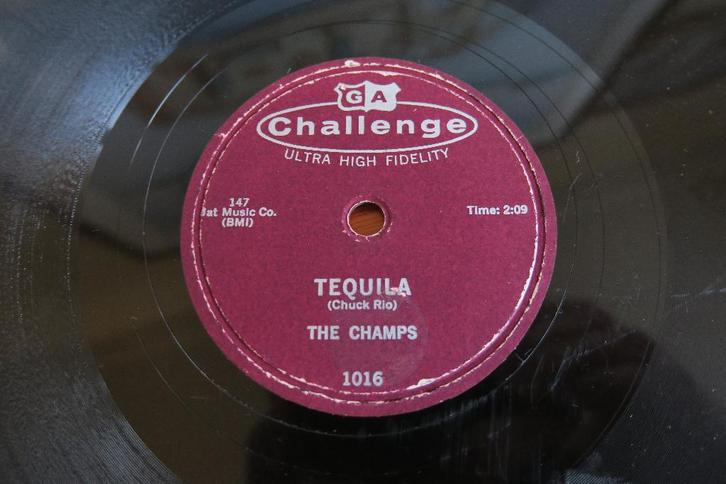 GA
Challenge
ULTRA HIGH FIDELITY
147
Jat Music Co.
(BMI)
Time: 2:09
TEQUILA
(Chuck Rio)
THE CHAMPS
1016